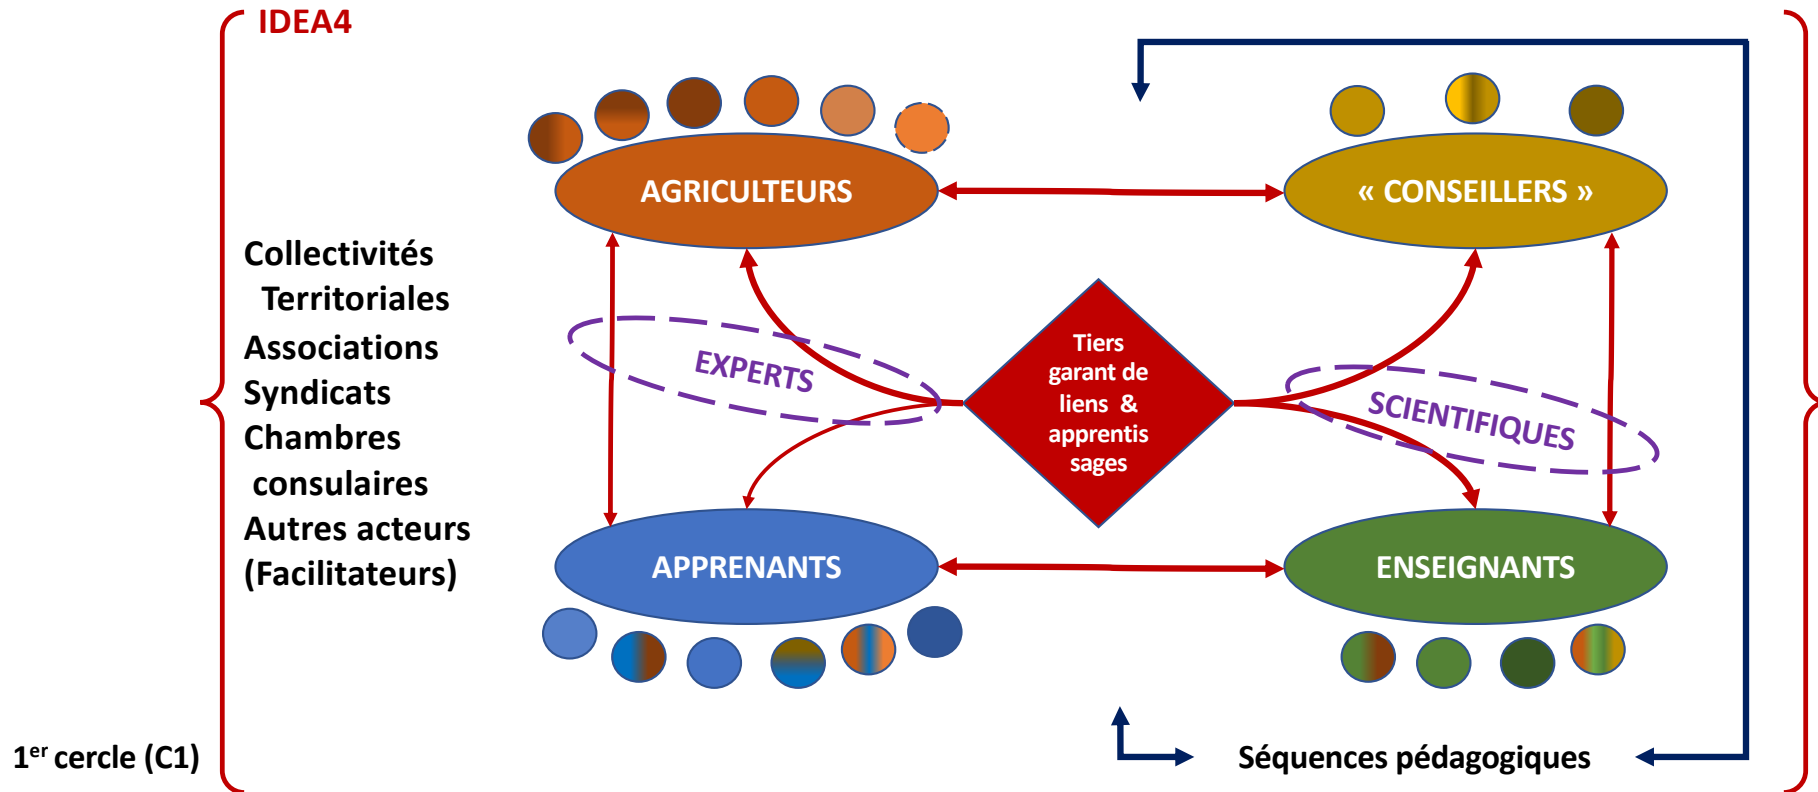 IDEA4
AGRICULTEURS
« CONSEILLERS »
Collectivités
Territoriales
Associations
Syndicats
Chambres
consulaires
Autres acteurs
(Facilitateurs)
EXPERTS
Tiers
garant de
liens &
apprentis
sages
SCIENTIFIQUES
APPRENANTS
ENSEIGNANTS
1er cercle (C1)
Séquences pédagogiques